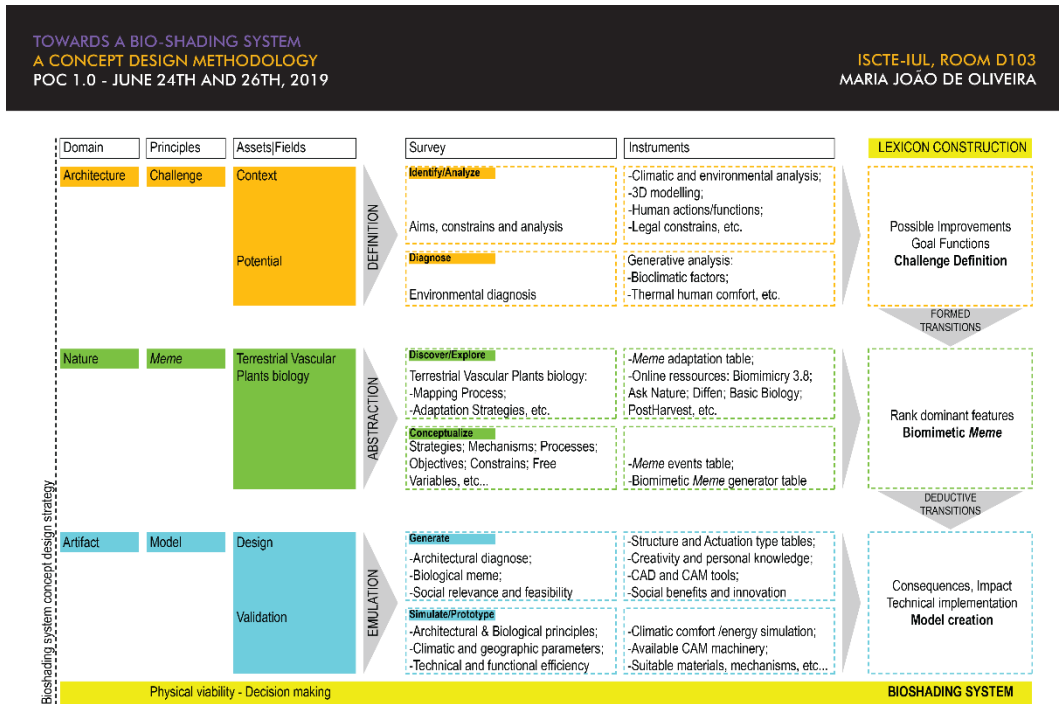 TOWARDS A BIO-SHADING SYSTEM
A CONCEPT DESIGN METHODOLOGY
POC 1.0 - JUNE 24TH AND 26TH, 2019
ISCTE-IUL, ROOM D103
MARIA JOÃO DE OLIVEIRA
Domain
Principles
Assets|Fields
Survey
Instruments
LEXICON CONSTRUCTION
Architecture
Challenge
Context
Potential
DEFINITION
Identify/Analyze
Aims, constrains and analysis
-Climatic and environmental analysis;
-3D modelling;
-Human actions/functions;
-Legal constrains, etc.
Diagnose
Environmental diagnosis
Generative analysis:
-Bioclimatic factors;
-Thermal human comfort, etc.
Possible Improvements
Goal Functions
Challenge Definition
FORMED
TRANSITIONS
Nature
Meme
Terrestrial Vascular
Plants biology
ABSTRACTION
Discover/Explore
Terrestrial Vascular Plants biology:
-Mapping Process;
-Adaptation Strategies, etc.
-Meme adaptation table;
-Online ressources: Biomimicry 3.8;
Ask Nature; Diffen; Basic Biology;
PostHarvest, etc.
Conceptualize
Strategies; Mechanisms; Processes;
Objectives; Constrains; Free
Variables, etc...
-Meme events table;
-Biomimetic Meme generator table
Rank dominant features
Biomimetic Meme
DEDUCTIVE
TRANSITIONS
Artifact
Model
Design
Validation
EMULATION
Generate
-Architectural diagnose;
-Biological meme;
-Social relevance and feasibility
-Structure and Actuation type tables;
-Creativity and personal knowledge;
-CAD and CAM tools;
-Social benefits and innovation
Simulate/Prototype
-Architectural & Biological principles;
-Climatic and geographic parameters;
-Technical and functional efficiency
-Climatic comfort /energy simulation;
-Available CAM machinery;
-Suitable materials, mechanisms, etc...
Consequences, Impact
Technical implementation
Model creation
Bioshading system concept design strategy
Physical viability - Decision making
BIOSHADING SYSTEM